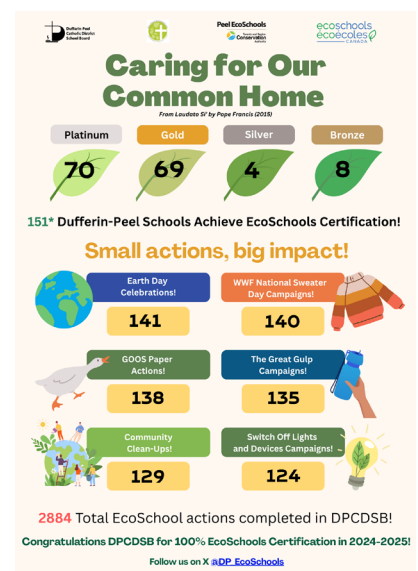 Dufferin-Peel
Catholic District
School Board
Peel EcoSchools
Toronto and Region
Conservation
Authority
ecoschools
ecoécoles
CANADA
Caring for Our
Common Home
From Laudato Si' by Pope Francis (2015)
Platinum Gold Silver Bronze
70 69 4 8
151* Dufferin-Peel Schools Achieve EcoSchools Certification!
Small actions, big impact!
Earth Day
Celebrations!
141
WWF National Sweater
Day Campaigns!
140
GOOS Paper
Actions!
138
The Great Gulp
Campaigns!
135
Community
Clean-Ups!
129
Switch Off Lights
and Devices Campaigns!
124
2884 Total EcoSchool actions completed in DPCDSB!
Congratulations DPCDSB for 100% EcoSchools Certification in 2024-2025!
Follow us on X @DP_EcoSchools